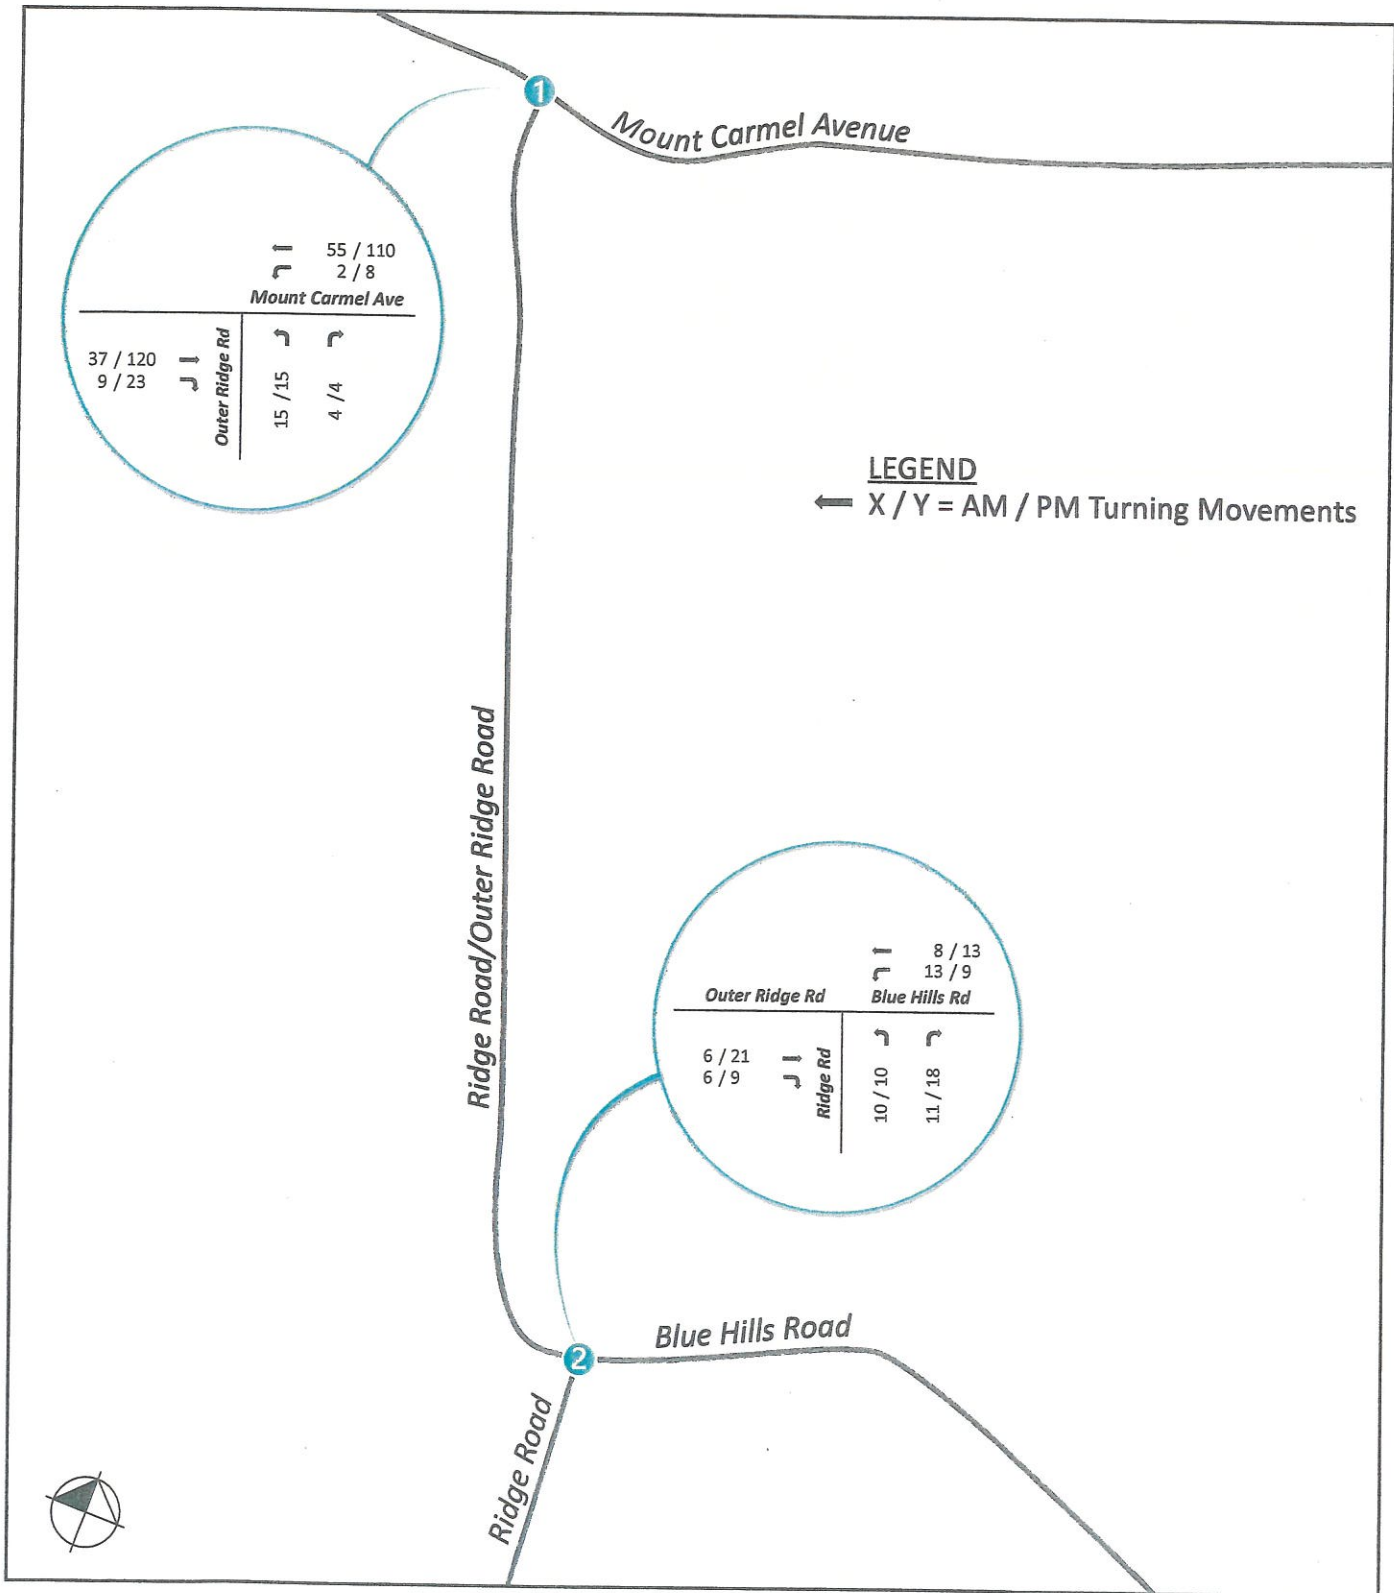 1
Mount Carmel Avenue
55 / 110
2 / 8
Mount Carmel Ave
37 / 120
9 / 23
Outer Ridge Rd
15 /15
4 /4
LEGEND
X / Y = AM / PM Turning Movements
Ridge Road/Outer Ridge Road
8 / 13
13 / 9
Outer Ridge Rd Blue Hills Rd
6 / 21
6 / 9
Ridge Rd
10 / 10
11 / 18
2
Blue Hills Road
Ridge Road